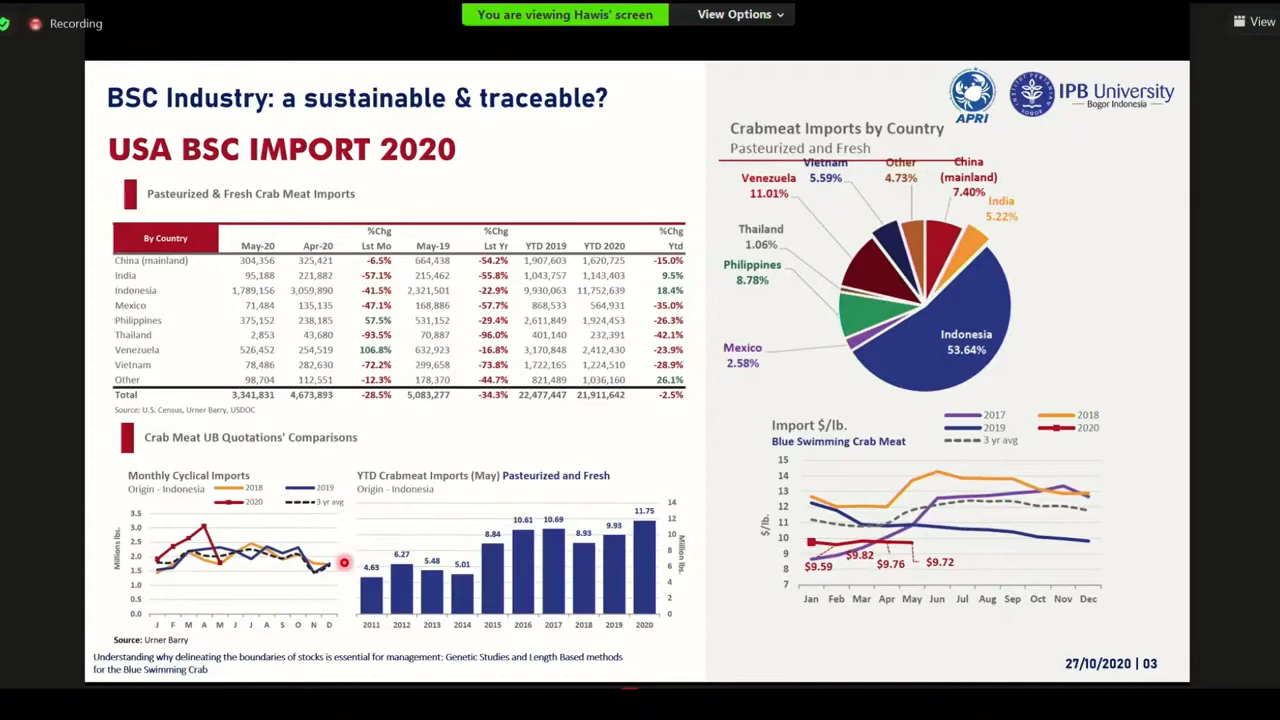 You are viewing Hawis' screen
View Options
Recording
View
BSC Industry: a sustainable & traceable?
APRI
IPB University
Bogor Indonesia
USA BSC IMPORT 2020
Pasteurized & Fresh Crab Meat Imports
By Country May-20 Apr-20 %Chg Lst Mo May-19 %Chg Lst Yr YTD 2019 YTD 2020 %Chg Ytd
China (mainland) 304,356 325,421 -6.5% 664,438 -54.2% 1,907,603 1,620,725 -15.0%
India 95,188 221,882 -57.1% 215,462 -55.8% 1,043,757 1,143,403 9.5%
Indonesia 1,789,156 3,059,890 -41.5% 2,321,501 -22.9% 9,930,063 11,752,639 18.4%
Mexico 71,484 135,135 -47.1% 168,886 -57.7% 868,533 564,931 -35.0%
Philippines 375,152 238,185 57.5% 531,152 -29.4% 2,611,849 1,924,453 -26.3%
Thailand 2,853 43,680 -93.5% 70,887 -96.0% 401,140 232,391 -42.1%
Venezuela 526,452 254,519 106.8% 632,923 -16.8% 3,170,848 2,412,430 -23.9%
Vietnam 78,486 282,630 -72.2% 299,658 -73.8% 1,722,165 1,224,510 -28.9%
Other 98,704 112,551 -12.3% 178,370 -44.7% 821,489 1,036,160 26.1%
Total 3,341,831 4,673,893 -28.5% 5,083,277 -34.3% 22,477,447 21,911,642 -2.5%
Source: U.S. Census, Urner Barry, USDOC
Crab Meat UB Quotations' Comparisons
Monthly Cyclical Imports
Origin - Indonesia
2018 2019
2020 3 yr avg
Millions lbs.
3.5
3.0
2.5
2.0
1.5
1.0
0.5
0.0
J F M A M J J A S O N D
YTD Crabmeat Imports (May) Pasteurized and Fresh
Origin - Indonesia
4.63 6.27 5.48 5.01 8.84 10.61 10.69 8.93 9.93 11.75
14
12
10
8
6
4
2
0
Million lbs.
2011 2012 2013 2014 2015 2016 2017 2018 2019 2020
Source: Urner Barry
Understanding why delineating the boundaries of stocks is essential for management: Genetic Studies and Length Based methods
for the Blue Swimming Crab
Crabmeat Imports by Country
Pasteurized and Fresh
Vietnam
5.59%
Other
4.73%
China
(mainland)
7.40%
India
5.22%
Venezuela
11.01%
Thailand
1.06%
Philippines
8.78%
Mexico
2.58%
Indonesia
53.64%
Import $/lb.
Blue Swimming Crab Meat
2017 2018
2019 2020
3 yr avg
$/lb.
15
14
13
12
11
10
9
8
7
$9.59
$9.82
$9.76
$9.72
Jan Feb Mar Apr May Jun Jul Aug Sep Oct Nov Dec
27/10/2020 | 03